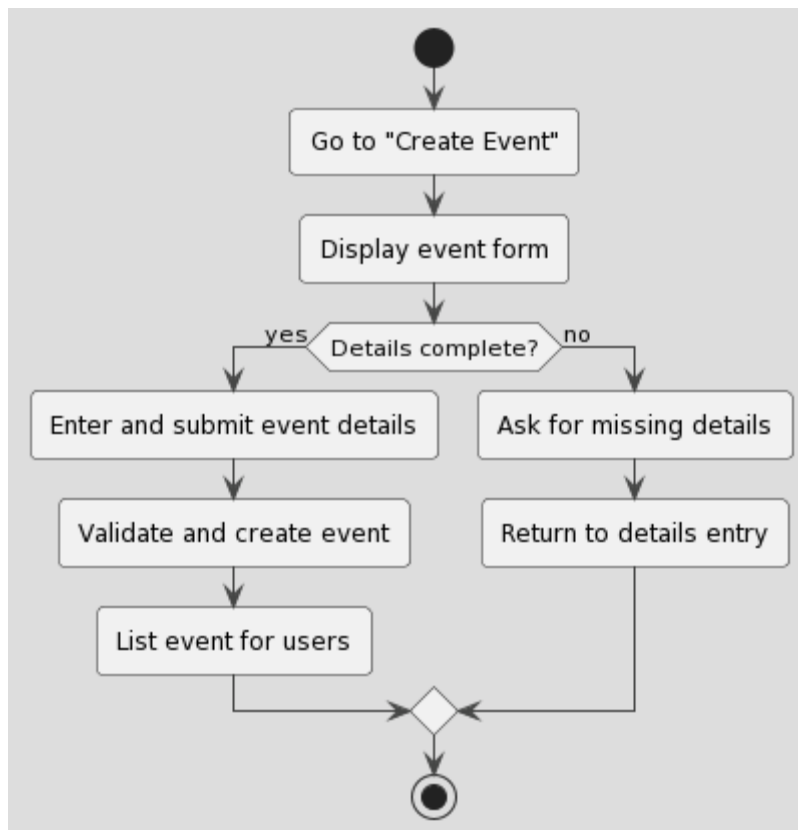 Go to "Create Event"
Display event form
yes
Details complete?
no
Enter and submit event details
Ask for missing details
Validate and create event
Return to details entry
List event for users